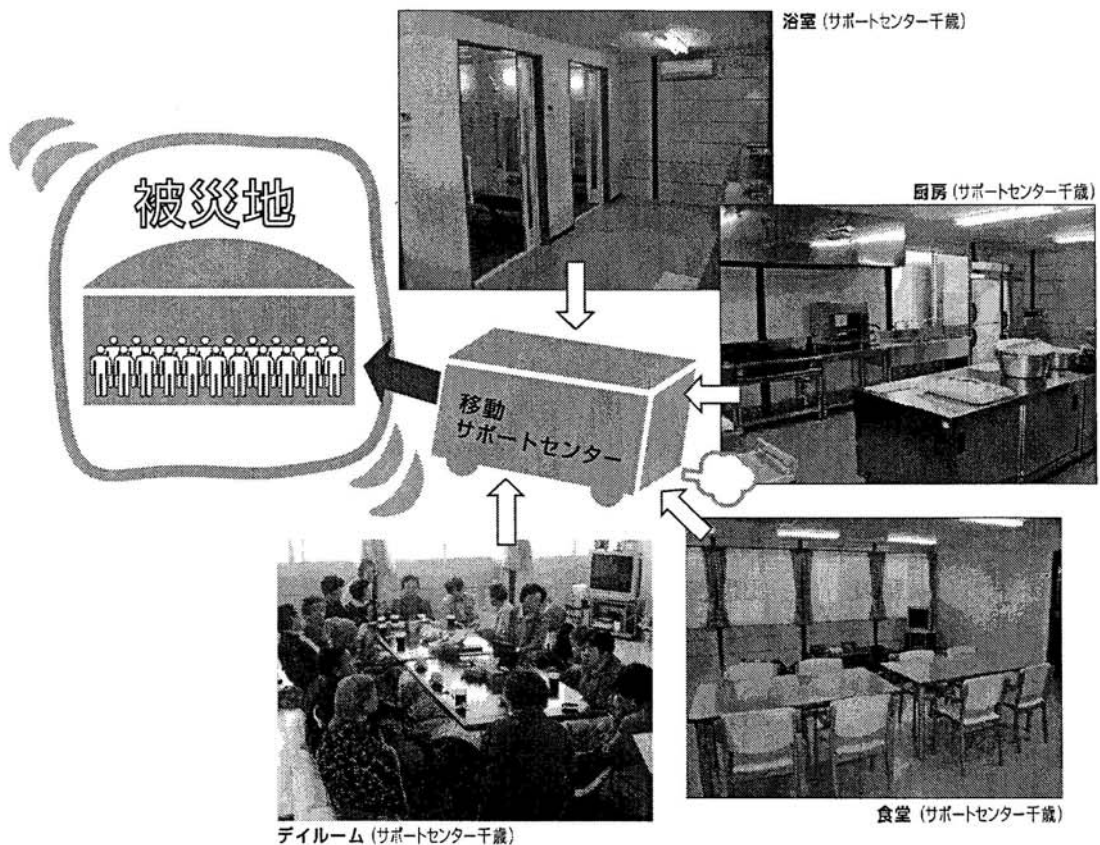 浴室 (サポートセンター千歳)
厨房 (サポートセンター千歳)
被災地
移動
サポートセンター
食堂 (サポートセンター千歳)
デイルーム (サポートセンター千歳)